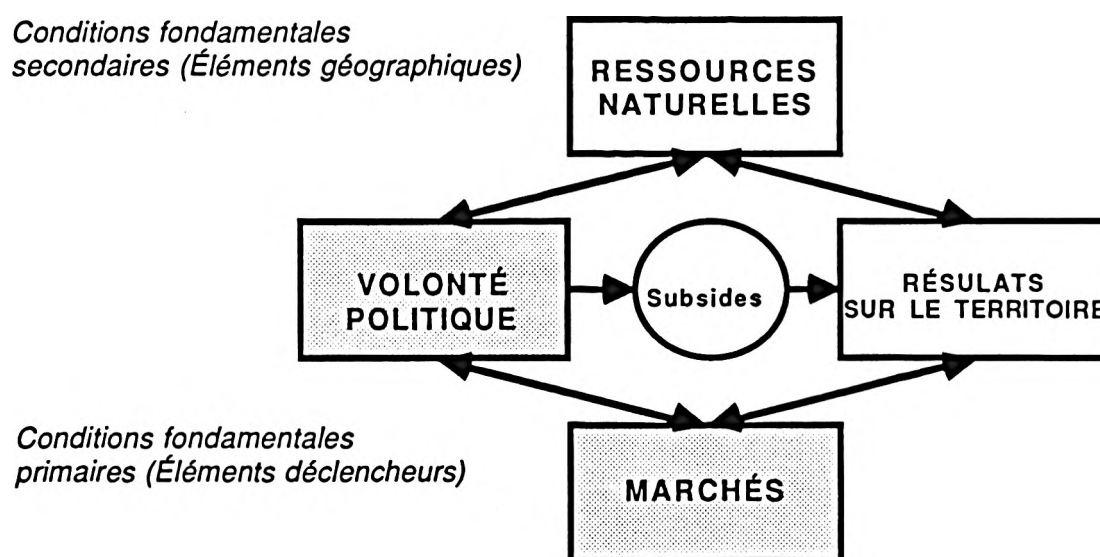 Conditions fondamentales
secondaires (Éléments géographiques)
RESSOURCES
NATURELLES
VOLONTÉ
POLITIQUE
Subsides
RÉSULATS
SUR LE TERRITOIRE
Conditions fondamentales
primaires (Éléments déclencheurs)
MARCHÉS